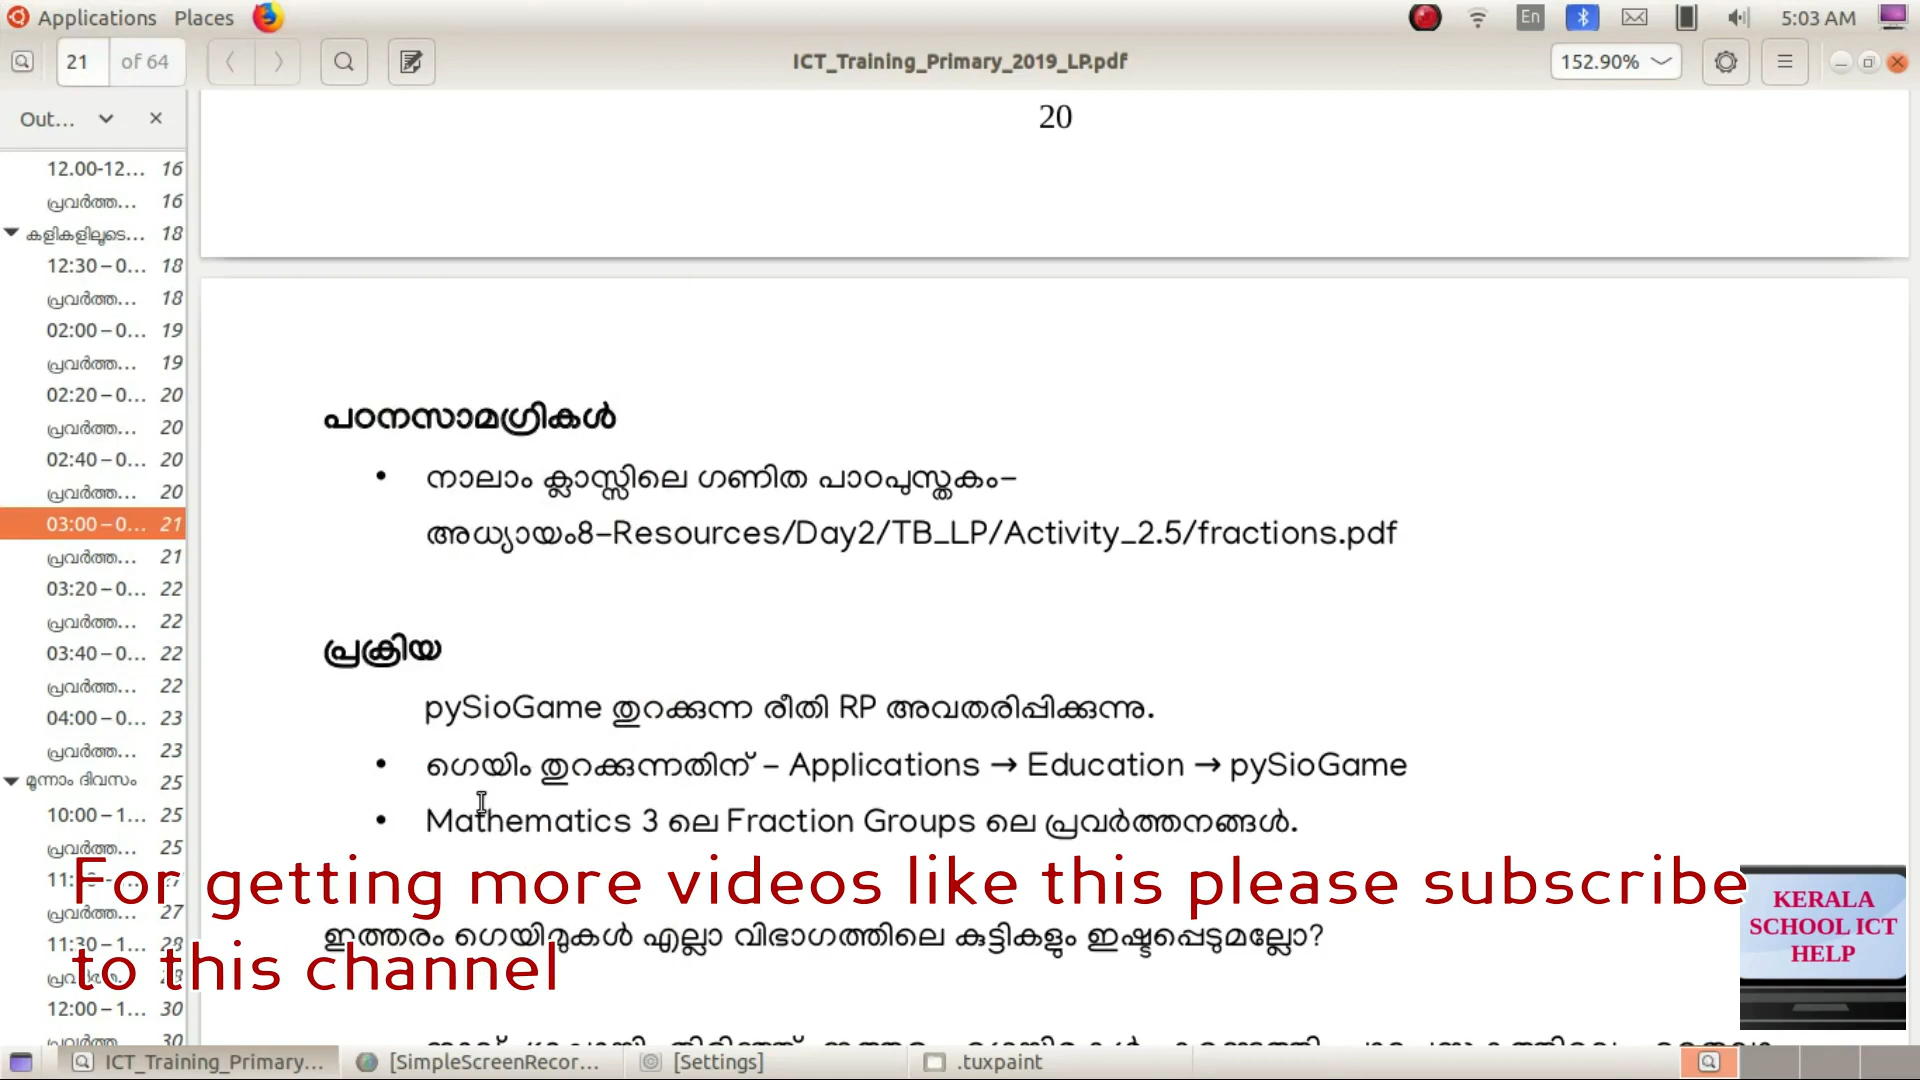 Applications Places En 5:03 AM
21 of 64 ICT_Training_Primary_2019_LP.pdf 152.90%
Out...
12.00-12... 16
പ്രവർത്ത... 16
കളികളിലൂടെ... 18
12:30 – 0... 18
പ്രവർത്ത... 18
02:00 – 0... 19
പ്രവർത്ത... 19
02:20 – 0... 20
പ്രവർത്ത... 20
02:40 – 0... 20
പ്രവർത്ത... 20
03:00 – 0... 21
പ്രവർത്ത... 21
03:20 – 0... 22
പ്രവർത്ത... 22
03:40 – 0... 22
പ്രവർത്ത... 22
04:00 – 0... 23
പ്രവർത്ത... 23
മൂന്നാം ദിവസം 25
10:00 – 1... 25
പ്രവർത്ത... 25
27
11:30 – 1... 28
12:00 – 1... 30
30
20
പഠനസാമഗ്രികൾ
• നാലാം ക്ലാസ്സിലെ ഗണിത പാഠപുസ്തകം–
അധ്യായം8–Resources/Day2/TB_LP/Activity_2.5/fractions.pdf
പ്രക്രിയ
pySioGame തുറക്കുന്ന രീതി RP അവതരിപ്പിക്കുന്നു.
• ഗെയിം തുറക്കുന്നതിന് – Applications → Education → pySioGame
• Mathematics 3 ലെ Fraction Groups ലെ പ്രവർത്തനങ്ങൾ.
For getting more videos like this please subscribe
to this channel
ഇത്തരം ഗെയിമുകൾ എല്ലാ വിഭാഗത്തിലെ കുട്ടികളും ഇഷ്ടപ്പെടുമല്ലോ?
KERALA
SCHOOL ICT
HELP
ICT_Training_Primary... [SimpleScreenRecor... [Settings] .tuxpaint